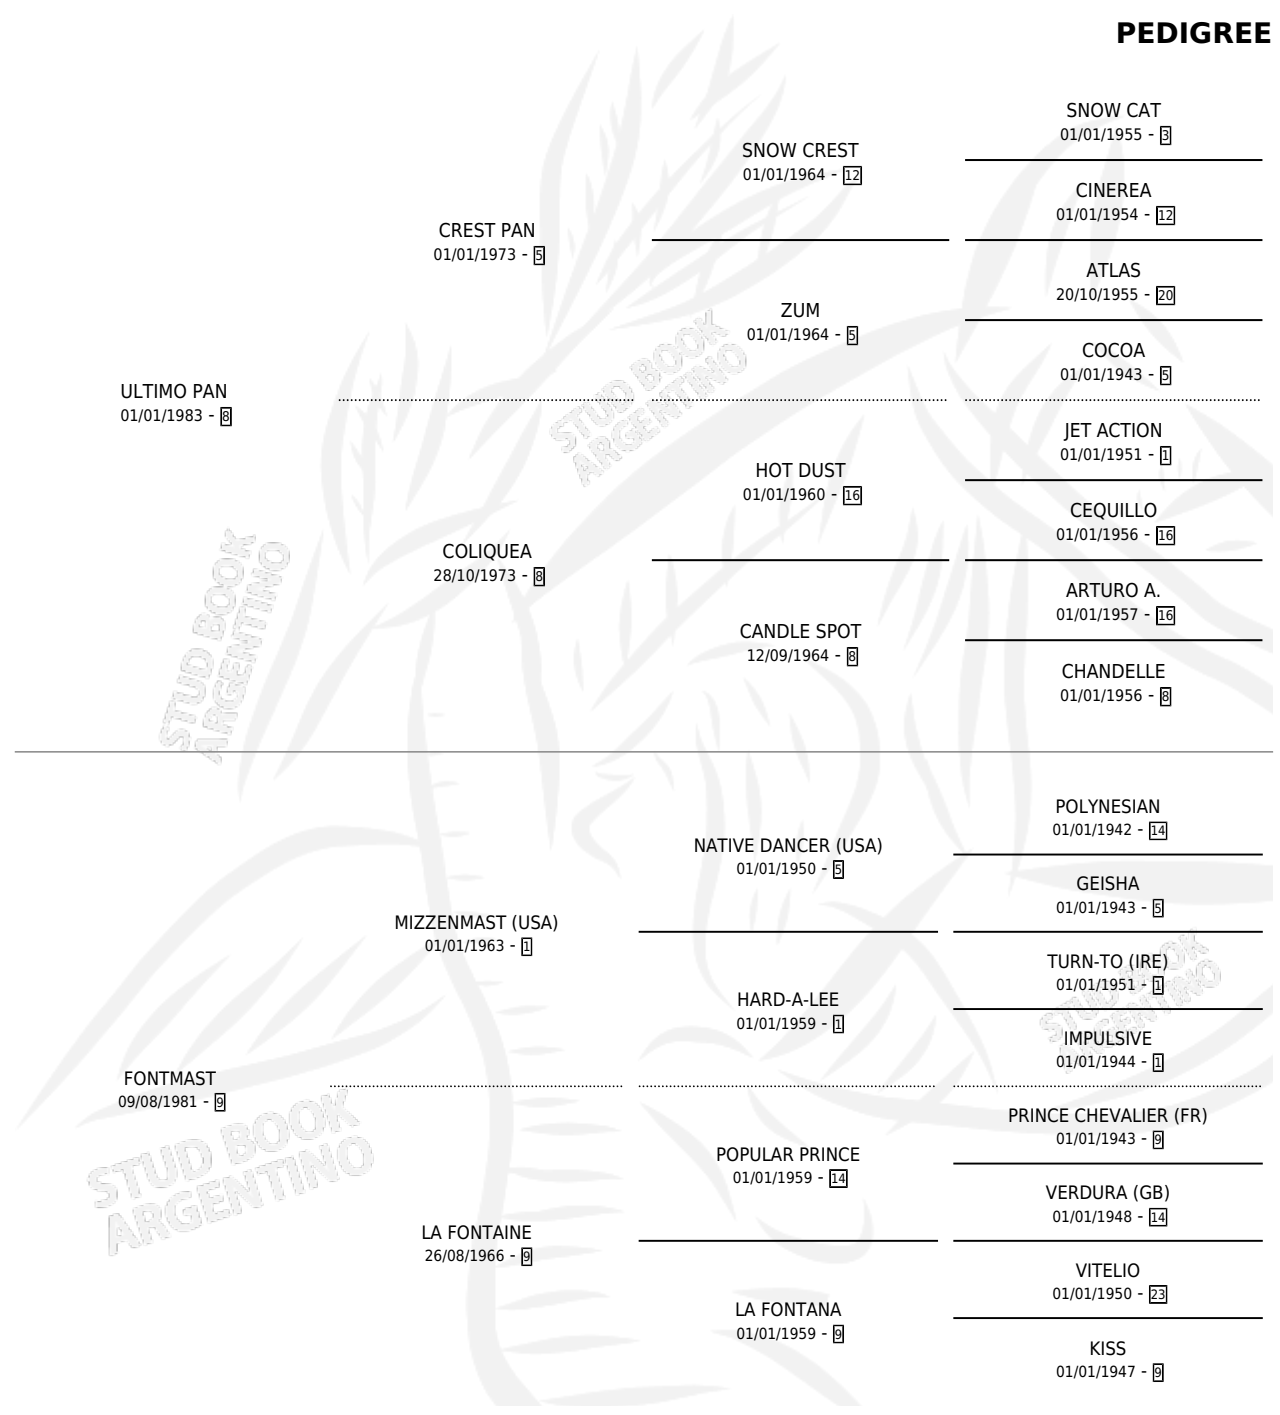 PEDIGREE
SNOW CAT
01/01/1955 - 3
SNOW CREST
01/01/1964 - 12
CINEREA
01/01/1954 - 12
CREST PAN
01/01/1973 - 5
ATLAS
20/10/1955 - 20
ZUM
01/01/1964 - 5
COCOA
01/01/1943 - 5
ULTIMO PAN
01/01/1983 - 8
JET ACTION
01/01/1951 - 1
HOT DUST
01/01/1960 - 16
CEQUILLO
01/01/1956 - 16
COLIQUEA
28/10/1973 - 8
ARTURO A.
01/01/1957 - 16
CANDLE SPOT
12/09/1964 - 8
CHANDELLE
01/01/1956 - 8
POLYNESIAN
01/01/1942 - 14
NATIVE DANCER (USA)
01/01/1950 - 5
GEISHA
01/01/1943 - 5
MIZZENMAST (USA)
01/01/1963 - 1
TURN-TO (IRE)
01/01/1951 - 1
HARD-A-LEE
01/01/1959 - 1
IMPULSIVE
01/01/1944 - 1
FONTMAST
09/08/1981 - 9
PRINCE CHEVALIER (FR)
01/01/1943 - 9
POPULAR PRINCE
01/01/1959 - 14
VERDURA (GB)
01/01/1948 - 14
LA FONTAINE
26/08/1966 - 9
VITELIO
01/01/1950 - 23
LA FONTANA
01/01/1959 - 9
KISS
01/01/1947 - 9
STUD BOOK
ARGENTINO
STUD BOOK
ARGENTINO
STUD BOOK
ARGENTINO
STUD BOOK
ARGENTINO